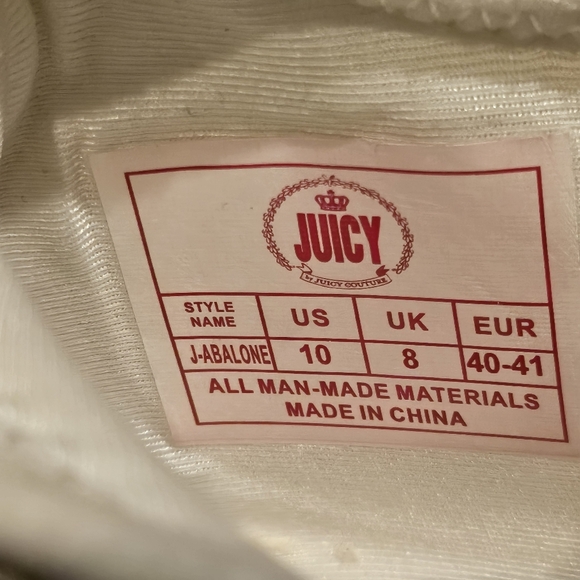 JUICY
by JUICY COUTURE
STYLE NAME US UK EUR
J-ABALONE 10 8 40-41
ALL MAN-MADE MATERIALS
MADE IN CHINA